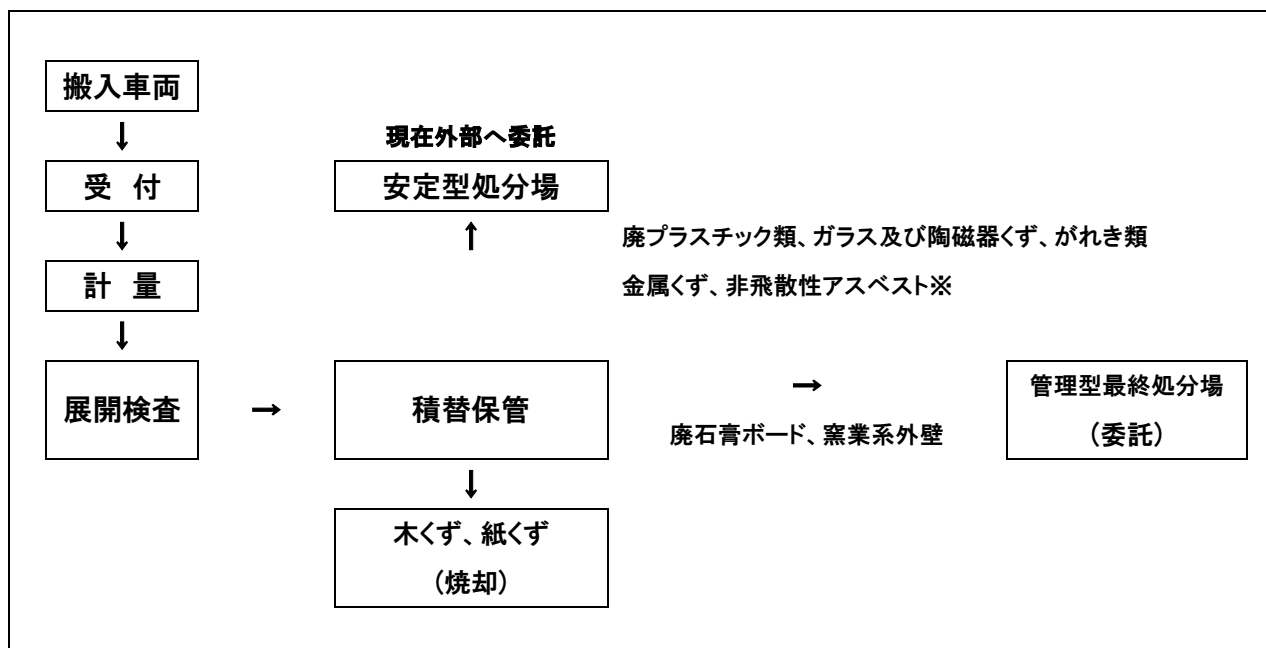 搬入車両
↓
現在外部へ委託
受 付
安定型処分場
↓
↑
廃プラスチック類、ガラス及び陶磁器くず、がれき類
計 量
金属くず、非飛散性アスベスト※
↓
展開検査
→
積替保管
→
廃石膏ボード、窯業系外壁
管理型最終処分場
(委託)
↓
木くず、紙くず
(焼却)